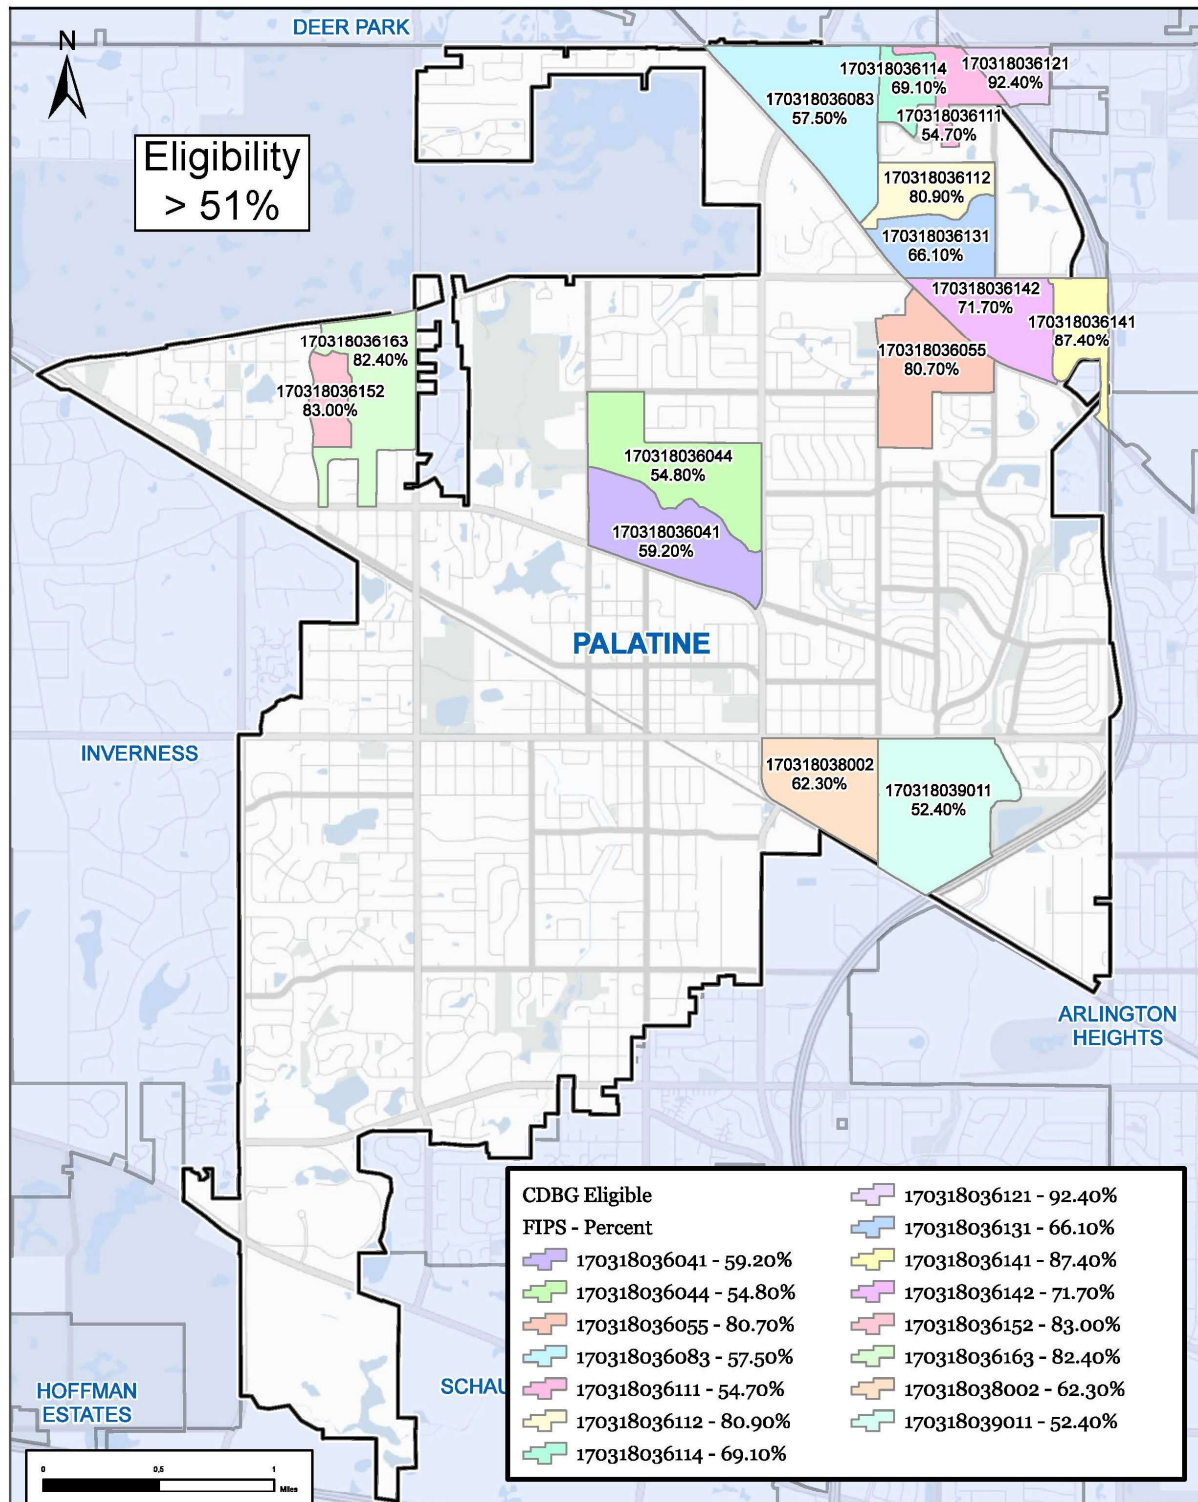 DEER PARK
N
Eligibility
> 51%
170318036114
69.10%
170318036121
92.40%
170318036083
57.50%
170318036111
54.70%
170318036112
80.90%
170318036131
66.10%
170318036142
71.70%
170318036141
87.40%
170318036163
82.40%
170318036055
80.70%
170318036152
83.00%
170318036044
54.80%
170318036041
59.20%
PALATINE
INVERNESS
170318038002
62.30%
170318039011
52.40%
ARLINGTON
HEIGHTS
HOFFMAN
ESTATES
SCHAU
CDBG Eligible
FIPS - Percent
170318036041 - 59.20%
170318036044 - 54.80%
170318036055 - 80.70%
170318036083 - 57.50%
170318036111 - 54.70%
170318036112 - 80.90%
170318036114 - 69.10%
170318036121 - 92.40%
170318036131 - 66.10%
170318036141 - 87.40%
170318036142 - 71.70%
170318036152 - 83.00%
170318036163 - 82.40%
170318038002 - 62.30%
170318039011 - 52.40%
0 0.5 1
Miles